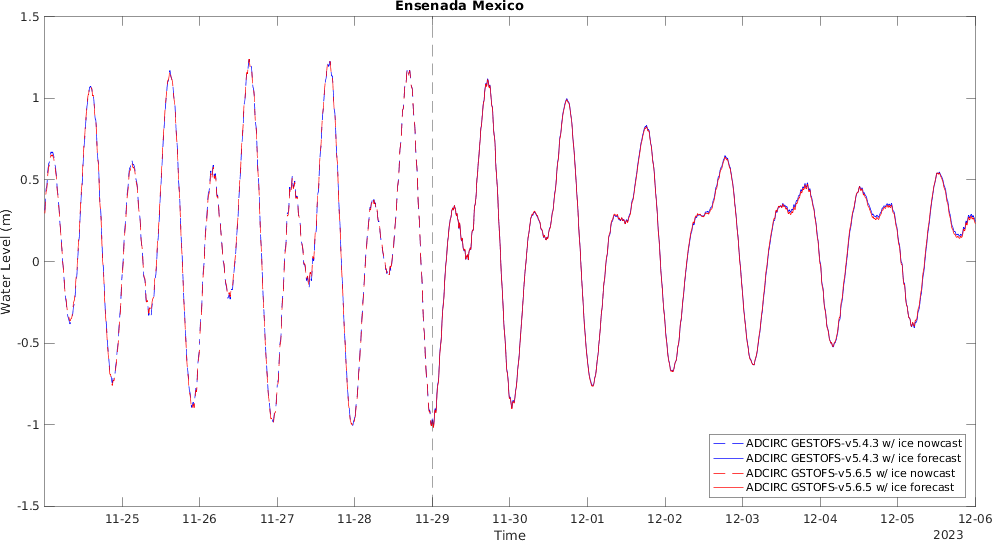 Ensenada Mexico
1.5
1
0.5
0
-0.5
-1
-1.5
Water Level (m)
11-25
11-26
11-27
11-28
11-29
11-30
12-01
12-02
12-03
12-04
12-05
12-06
Time
2023
ADCIRC GESTOFS-v5.4.3 w/ ice nowcast
ADCIRC GESTOFS-v5.4.3 w/ ice forecast
ADCIRC GSTOFS-v5.6.5 w/ ice nowcast
ADCIRC GSTOFS-v5.6.5 w/ ice forecast